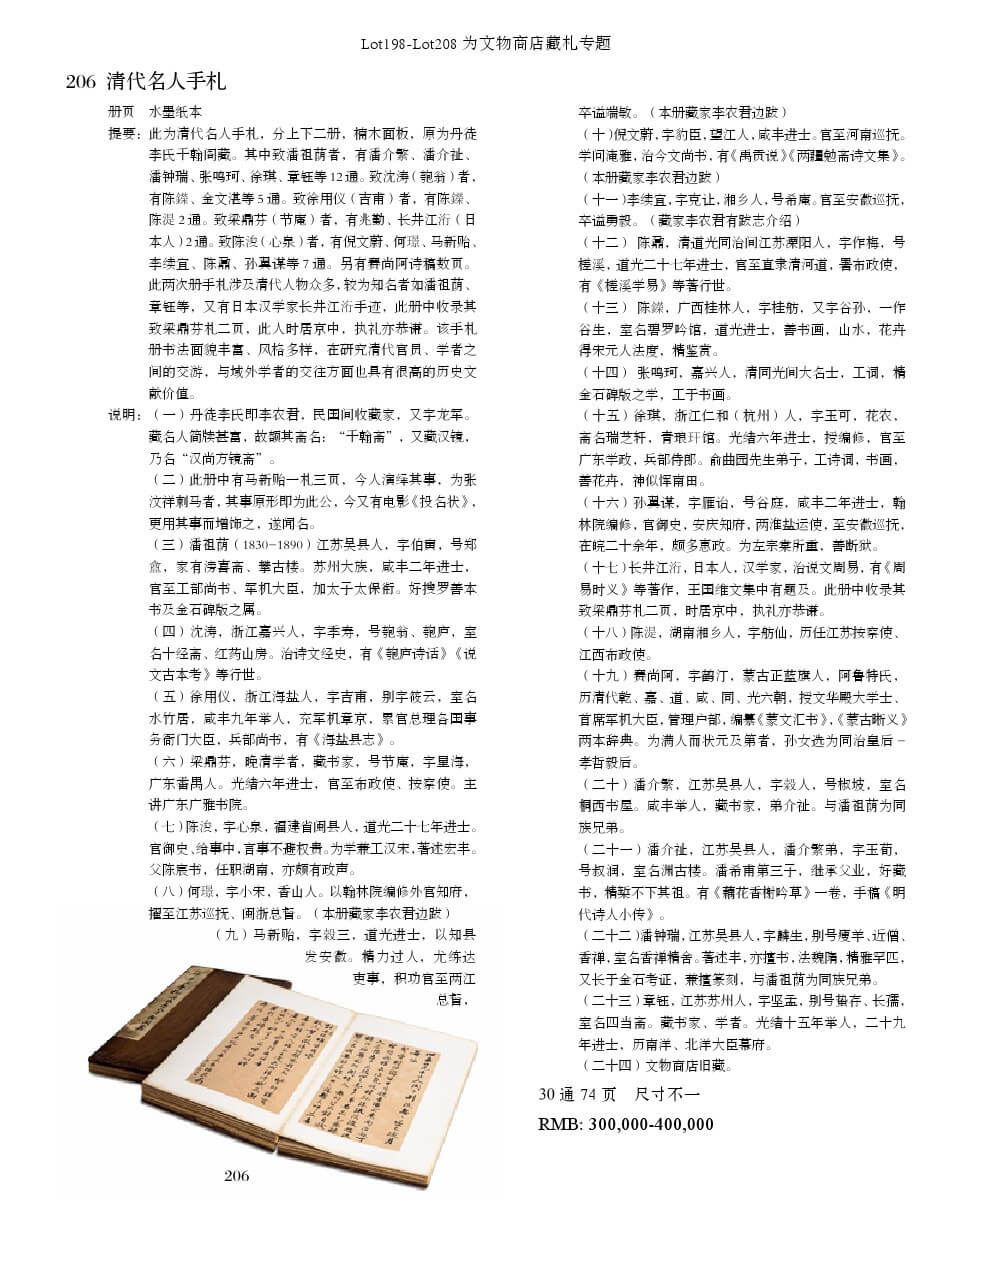 Lot198-Lot208 为文物商店藏札专题
206 清代名人手札
册页 水墨纸本
提要：此为清代名人手札，分上下二册，楠木面板，原为丹徒
李氏千翰阁藏。其中致潘祖荫者，有潘介繁、潘介祉、
潘钟瑞、张鸣珂、徐琪、章钰等 12 通。致沈涛（匏翁）者，
有陈鑅、金文湛等 5 通。致徐用仪（吉甫）者，有陈鑅、
陈湜 2 通。致梁鼎芬（节庵）者，有兆勤、长井江沂（日
本人）2 通。致陈浚（心泉）者，有倪文蔚、何璟、马新贻、
李续宜、陈鼐、孙翼谋等 7 通。另有赛尚阿诗稿数页。
此两次册手札涉及清代人物众多，较为知名者如潘祖荫、
章钰等，又有日本汉学家长井江沂手迹，此册中收录其
致梁鼎芬札二页，此人时居京中，执礼亦恭谦。该手札
册书法面貌丰富、风格多样，在研究清代官员、学者之
间的交游，与域外学者的交往方面也具有很高的历史文
献价值。
说明：（一）丹徒李氏即李农君，民国间收藏家，又字龙军。
藏名人简牍甚富，故颜其斋名：“千翰斋”，又藏汉镜，
乃名“汉尚方镜斋”。
（二）此册中有马新贻一札三页，今人演绎其事，为张
汶祥刺马者，其事原形即为此公，今又有电影《投名状》，
更用其事而增饰之，遂闻名。
（三）潘祖荫（1830-1890）江苏吴县人，字伯寅，号郑
盦，家有滂喜斋、攀古楼。苏州大族，咸丰二年进士，
官至工部尚书、军机大臣，加太子太保衔。好搜罗善本
书及金石碑版之属。
（四）沈涛，浙江嘉兴人，字季寿，号匏翁、匏庐，室
名十经斋、红药山房。治诗文经史，有《匏庐诗话》《说
文古本考》等行世。
（五）徐用仪，浙江海盐人，字吉甫，别字筱云，室名
水竹居，咸丰九年举人，充军机章京，累官总理各国事
务衙门大臣，兵部尚书，有《海盐县志》。
（六）梁鼎芬，晚清学者，藏书家，号节庵，字星海，
广东番禺人。光绪六年进士，官至布政使、按察使。主
讲广东广雅书院。
（七）陈浚，字心泉，福建省闽县人，道光二十七年进士。
官御史、给事中，言事不避权贵。为学兼工汉宋，著述宏丰。
父陈宸书，任职湖南，亦颇有政声。
（八）何璟，字小宋，香山人。以翰林院编修外官知府，
擢至江苏巡抚、闽浙总督。（本册藏家李农君边跋）
（九）马新贻，字榖三，道光进士，以知县
发安徽。精力过人，尤练达
吏事，积功官至两江
总督，
卒谥端敏。（本册藏家李农君边跋）
（十）倪文蔚，字豹臣，望江人，咸丰进士。官至河南巡抚。
学问淹雅，治今文尚书，有《禹贡说》《两疆勉斋诗文集》。
（本册藏家李农君边跋）
（十一）李续宜，字克让，湘乡人，号希庵。官至安徽巡抚，
卒谥勇毅。（藏家李农君有跋志介绍）
（十二） 陈鼐，清道光同治间江苏溧阳人，字作梅，号
槎溪，道光二十七年进士，官至直隶清河道，署布政使，
有《槎溪学易》等著行世。
（十三） 陈鑅，广西桂林人，字桂舫，又字谷孙，一作
谷生，室名碧罗吟馆，道光进士，善书画，山水，花卉
得宋元人法度，精鉴赏。
（十四） 张鸣珂，嘉兴人，清同光间大名士，工词，精
金石碑版之学，工于书画。
（十五）徐琪，浙江仁和（杭州）人，字玉可，花农，
斋名瑞芝轩，青琅玕馆。光绪六年进士，授编修，官至
广东学政，兵部侍郎。俞曲园先生弟子，工诗词，书画，
善花卉，神似恽南田。
（十六）孙翼谋，字雁诒，号谷庭，咸丰二年进士，翰
林院编修，官御史，安庆知府，两淮盐运使，至安徽巡抚，
在皖二十余年，颇多惠政。为左宗棠所重，善断狱。
（十七）长井江沂，日本人，汉学家，治说文周易，有《周
易时义》等著作，王国维文集中有题及。此册中收录其
致梁鼎芬札二页，时居京中，执礼亦恭谦。
（十八）陈湜，湖南湘乡人，字舫仙，历任江苏按察使、
江西布政使。
（十九）赛尚阿，字鹤汀，蒙古正蓝旗人，阿鲁特氏，
历清代乾、嘉、道、咸、同、光六朝，授文华殿大学士、
首席军机大臣，管理户部，编纂《蒙文汇书》，《蒙古晰义》
两本辞典。为满人而状元及第者，孙女选为同治皇后－
孝哲毅后。
（二十）潘介繁，江苏吴县人，字毂人，号椒坡，室名
桐西书屋。咸丰举人，藏书家，弟介祉。与潘祖荫为同
族兄弟。
（二十一）潘介祉，江苏吴县人，潘介繁弟，字玉荀，
号叔润，室名渊古楼。潘希甫第三子，继承父业，好藏
书，精椠不下其祖。有《藕花香榭吟草》一卷，手稿《明
代诗人小传》。
（二十二）潘钟瑞，江苏吴县人，字麟生，别号瘦羊、近僧、
香禅，室名香禅精舍。著述丰，亦擅书，法魏隋，精雅罕匹，
又长于金石考证，兼擅篆刻，与潘祖荫为同族兄弟。
（二十三）章钰，江苏苏州人，字坚孟，别号蛰存、长孺，
室名四当斋。藏书家、学者。光绪十五年举人，二十九
年进士，历南洋、北洋大臣幕府。
（二十四）文物商店旧藏。
30 通 74 页 尺寸不一
RMB: 300,000-400,000
206